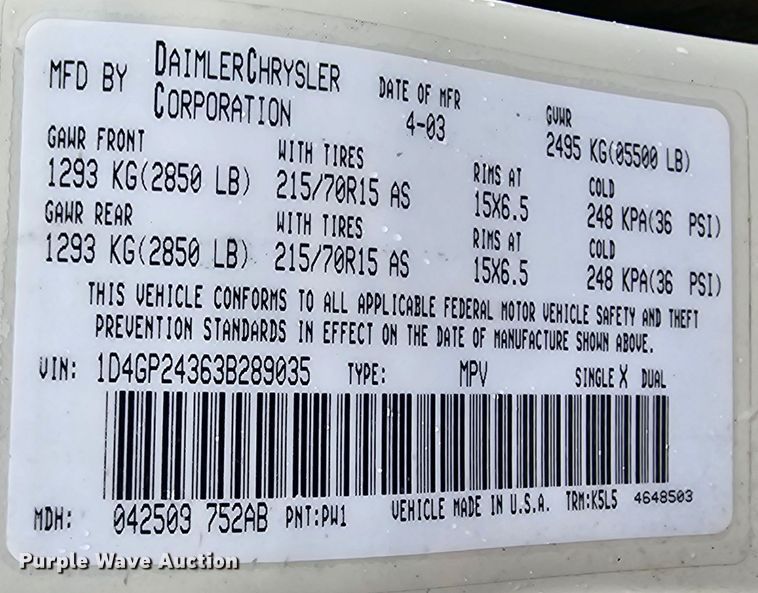 MFD BY DAIMLERCHRYSLER CORPORATION
DATE OF MFR
4-03
GVWR
2495 KG(05500 LB)
GAWR FRONT WITH TIRES RIMS AT COLD
1293 KG(2850 LB) 215/70R15 AS 15X6.5 248 KPA(36 PSI)
GAWR REAR WITH TIRES RIMS AT COLD
1293 KG(2850 LB) 215/70R15 AS 15X6.5 248 KPA(36 PSI)
THIS VEHICLE CONFORMS TO ALL APPLICABLE FEDERAL MOTOR VEHICLE SAFETY AND THEFT
PREVENTION STANDARDS IN EFFECT ON THE DATE OF MANUFACTURE SHOWN ABOVE.
VIN: 1D4GP24363B289035 TYPE: MPV SINGLE X DUAL
MDH: 042509 752AB PNT:PW1 VEHICLE MADE IN U.S.A. TRM:K5L5 4648503
Purple Wave Auction